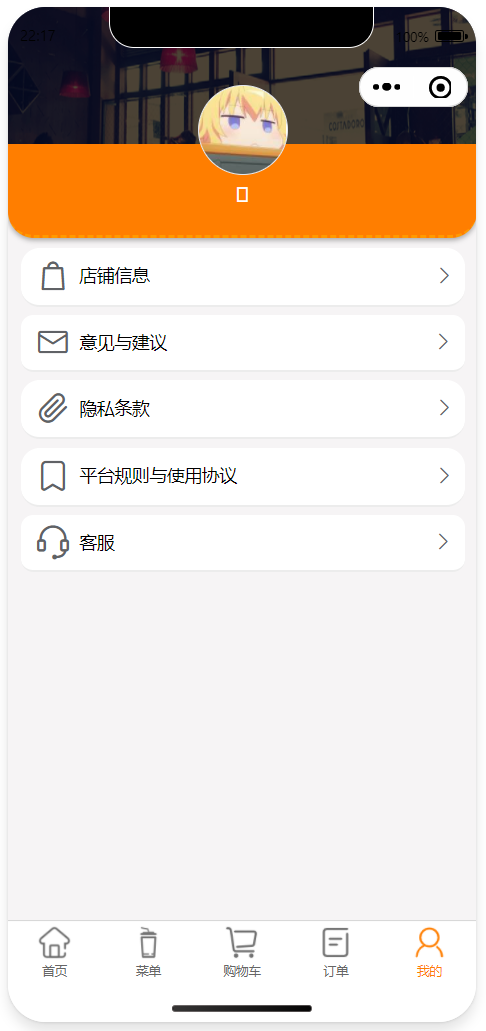 22:17
100%
店铺信息
意见与建议
隐私条款
平台规则与使用协议
客服
首页
菜单
购物车
订单
我的